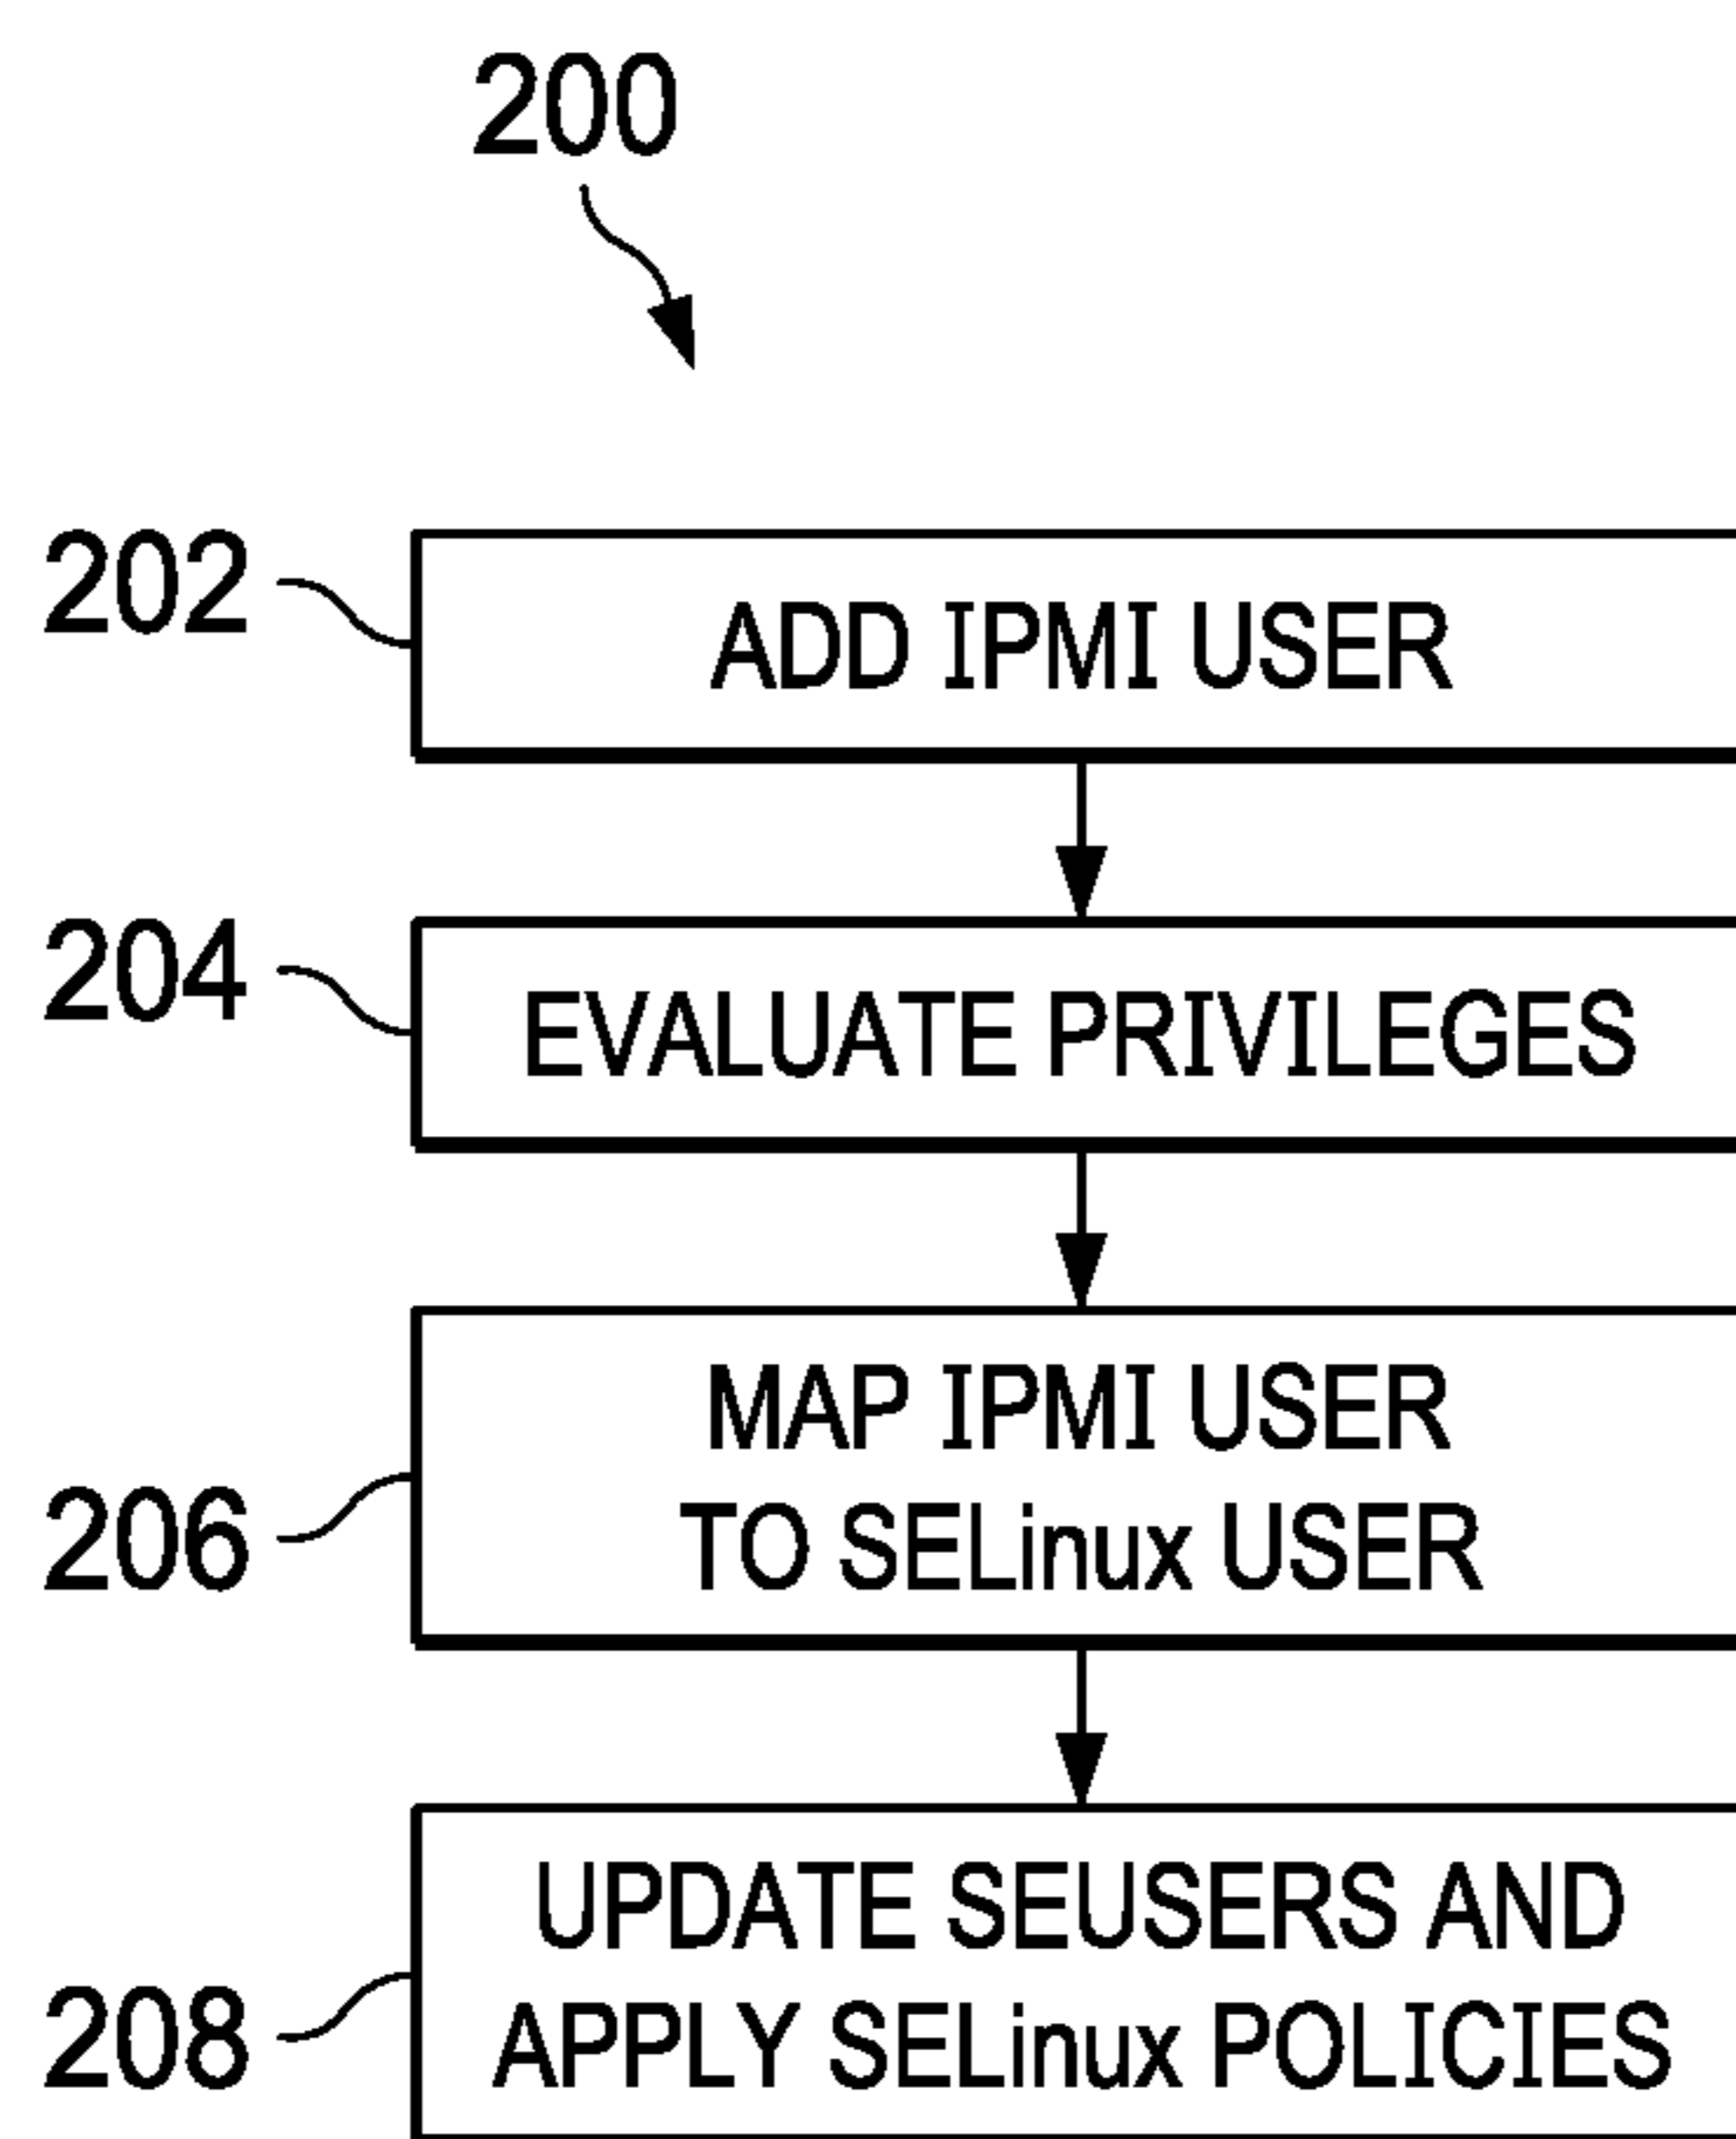 200
202
ADD IPMI USER
204
EVALUATE PRIVILEGES
MAP IPMI USER
206
TO SELinux USER
UPDATE SEUSERS AND
208
APPLY SELinux POLICIES